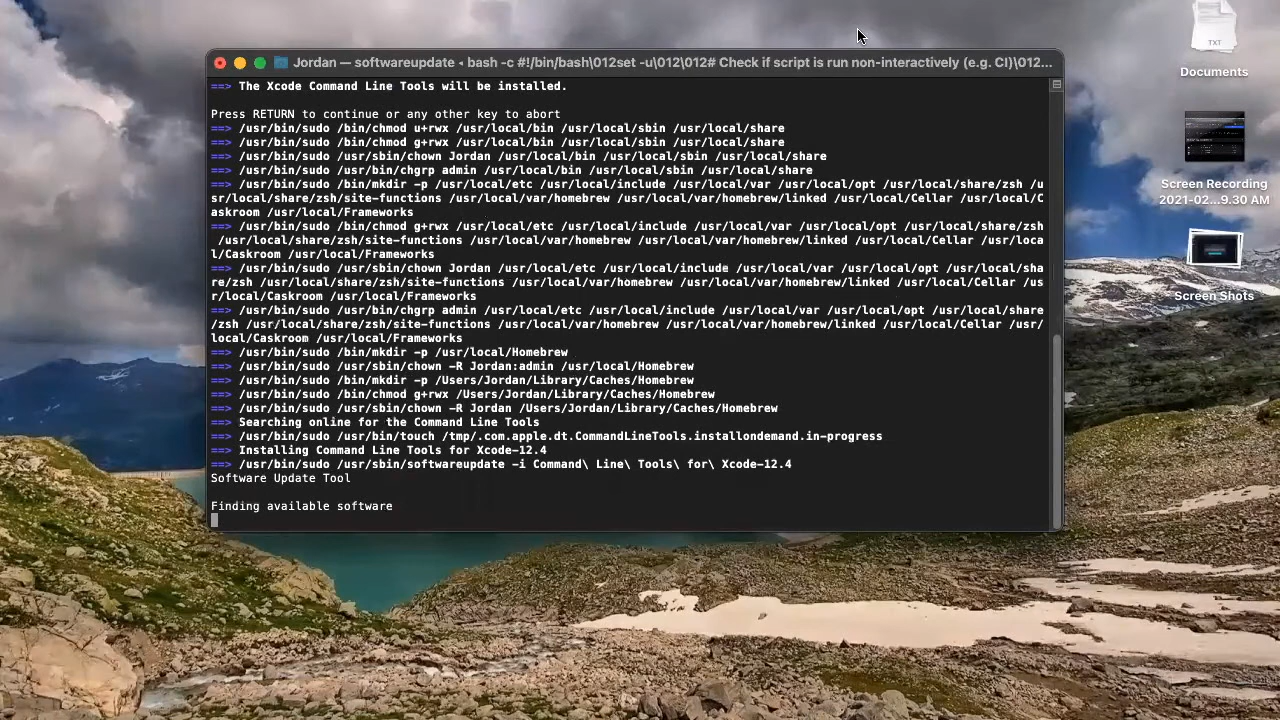 Jordan — softwareupdate ◂ bash -c #!/bin/bash\012set -u\012\012# Check if script is run non-interactively (e.g. CI)\012...
==> The Xcode Command Line Tools will be installed.
Press RETURN to continue or any other key to abort
==> /usr/bin/sudo /bin/chmod u+rwx /usr/local/bin /usr/local/sbin /usr/local/share
==> /usr/bin/sudo /bin/chmod g+rwx /usr/local/bin /usr/local/sbin /usr/local/share
==> /usr/bin/sudo /usr/sbin/chown Jordan /usr/local/bin /usr/local/sbin /usr/local/share
==> /usr/bin/sudo /usr/bin/chgrp admin /usr/local/bin /usr/local/sbin /usr/local/share
==> /usr/bin/sudo /bin/mkdir -p /usr/local/etc /usr/local/include /usr/local/var /usr/local/opt /usr/local/share/zsh /u
sr/local/share/zsh/site-functions /usr/local/var/homebrew /usr/local/var/homebrew/linked /usr/local/Cellar /usr/local/C
askroom /usr/local/Frameworks
==> /usr/bin/sudo /bin/chmod g+rwx /usr/local/etc /usr/local/include /usr/local/var /usr/local/opt /usr/local/share/zsh
/usr/local/share/zsh/site-functions /usr/local/var/homebrew /usr/local/var/homebrew/linked /usr/local/Cellar /usr/loca
l/Caskroom /usr/local/Frameworks
==> /usr/bin/sudo /usr/sbin/chown Jordan /usr/local/etc /usr/local/include /usr/local/var /usr/local/opt /usr/local/sha
re/zsh /usr/local/share/zsh/site-functions /usr/local/var/homebrew /usr/local/var/homebrew/linked /usr/local/Cellar /us
r/local/Caskroom /usr/local/Frameworks
==> /usr/bin/sudo /usr/bin/chgrp admin /usr/local/etc /usr/local/include /usr/local/var /usr/local/opt /usr/local/share
/zsh /usr/local/share/zsh/site-functions /usr/local/var/homebrew /usr/local/var/homebrew/linked /usr/local/Cellar /usr/
local/Caskroom /usr/local/Frameworks
==> /usr/bin/sudo /bin/mkdir -p /usr/local/Homebrew
==> /usr/bin/sudo /usr/sbin/chown -R Jordan:admin /usr/local/Homebrew
==> /usr/bin/sudo /bin/mkdir -p /Users/Jordan/Library/Caches/Homebrew
==> /usr/bin/sudo /bin/chmod g+rwx /Users/Jordan/Library/Caches/Homebrew
==> /usr/bin/sudo /usr/sbin/chown -R Jordan /Users/Jordan/Library/Caches/Homebrew
==> Searching online for the Command Line Tools
==> /usr/bin/sudo /usr/bin/touch /tmp/.com.apple.dt.CommandLineTools.installondemand.in-progress
==> Installing Command Line Tools for Xcode-12.4
==> /usr/bin/sudo /usr/sbin/softwareupdate -i Command\ Line\ Tools\ for\ Xcode-12.4
Software Update Tool
Finding available software
TXT
Documents
Screen Recording
2021-02...9.30 AM
Screen Shots